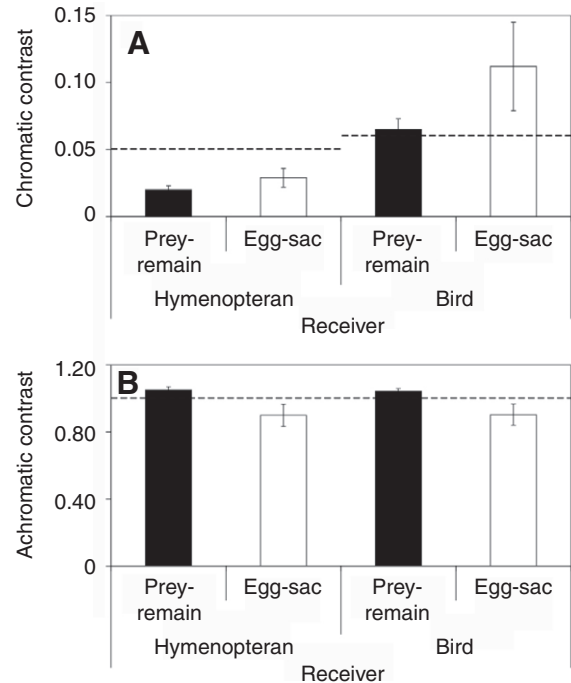 A
Chromatic contrast
0.15
0.10
0.05
0
Prey-
remain
Egg-sac
Prey-
remain
Egg-sac
Hymenopteran
Bird
Receiver
B
Achromatic contrast
1.20
0.80
0.40
0
Prey-
remain
Egg-sac
Prey-
remain
Egg-sac
Hymenopteran
Bird
Receiver